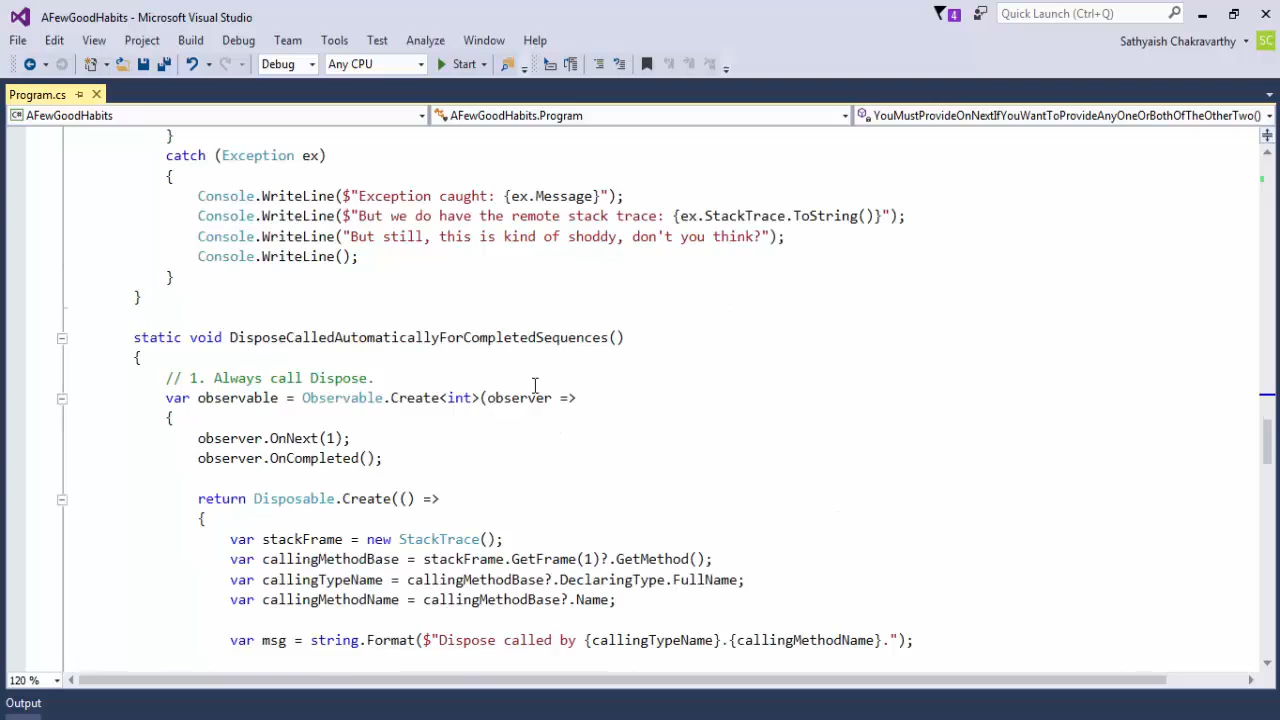 AFewGoodHabits - Microsoft Visual Studio
4
Quick Launch (Ctrl+Q)
File Edit View Project Build Debug Team Tools Test Analyze Window Help
Sathyaish Chakravarthy SC
Debug Any CPU Start
Program.cs
C# AFewGoodHabits AFewGoodHabits.Program YouMustProvideOnNextIfYouWantToProvideAnyOneOrBothOfTheOtherTwo()
}
catch (Exception ex)
{
Console.WriteLine($"Exception caught: {ex.Message}");
Console.WriteLine($"But we do have the remote stack trace: {ex.StackTrace.ToString()}");
Console.WriteLine("But still, this is kind of shoddy, don't you think?");
Console.WriteLine();
}
}
static void DisposeCalledAutomaticallyForCompletedSequences()
{
// 1. Always call Dispose.
var observable = Observable.Create<int>(observer =>
{
observer.OnNext(1);
observer.OnCompleted();
return Disposable.Create(() =>
{
var stackFrame = new StackTrace();
var callingMethodBase = stackFrame.GetFrame(1)?.GetMethod();
var callingTypeName = callingMethodBase?.DeclaringType.FullName;
var callingMethodName = callingMethodBase?.Name;
var msg = string.Format($"Dispose called by {callingTypeName}.{callingMethodName}.");
120 %
Output